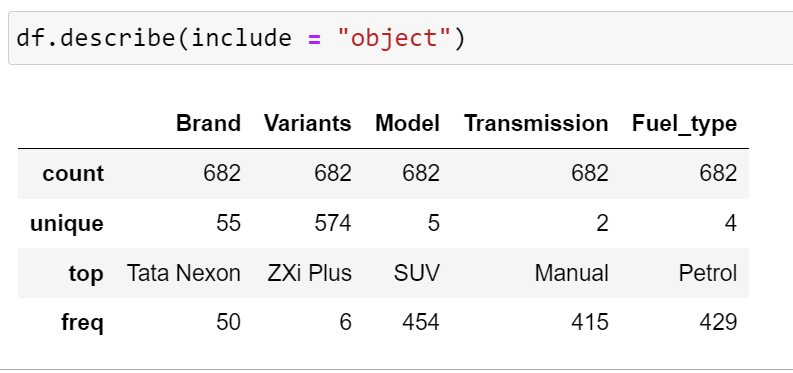 df.describe(include = "object")
Brand Variants Model Transmission Fuel_type
count 682 682 682 682 682
unique 55 574 5 2 4
top Tata Nexon ZXi Plus SUV Manual Petrol
freq 50 6 454 415 429